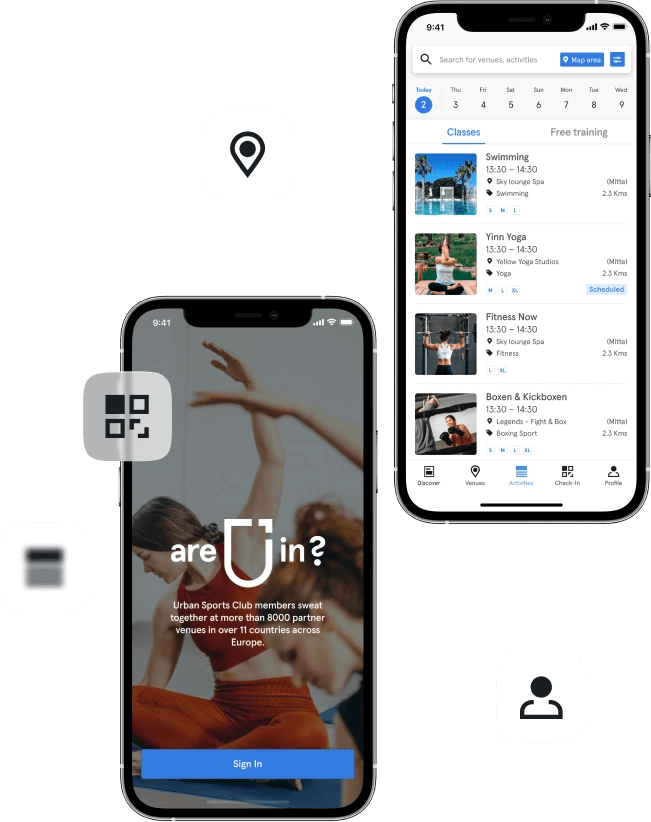 9:41
Search for venues, activities
Map area
Today Thu Fri Sat Sun Mon Tue Wed
2 3 4 5 6 7 8 9
Classes Free training
Swimming
13:30 – 14:30
Sky lounge Spa (Mitte)
Swimming 2.3 Kms
S M L
Yinn Yoga
13:30 – 14:30
Yellow Yoga Studios (Mitte)
Yoga 2.3 Kms
M L XL Scheduled
Fitness Now
13:30 – 14:30
Sky lounge Spa (Mitte)
Fitness 2.3 Kms
L XL
Boxen & Kickboxen
13:30 – 14:30
Legends - Fight & Box (Mitte)
Boxing Sport 2.3 Kms
S M L XL
Discover Venues Activities Check-In Profile
9:41
are U in?
Urban Sports Club members sweat
together at more than 8000 partner
venues in over 11 countries across
Europe.
Sign In